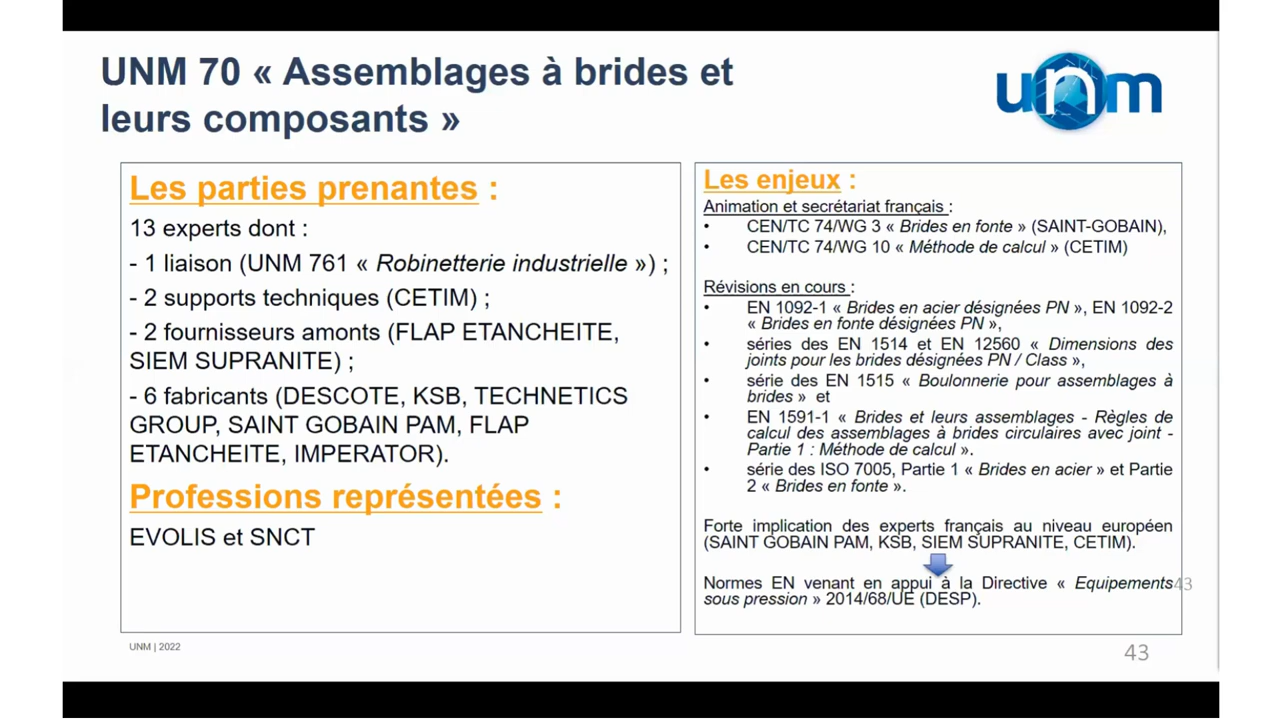 UNM 70 « Assemblages à brides et
leurs composants »
unm
Les parties prenantes :
13 experts dont :
- 1 liaison (UNM 761 « Robinetterie industrielle ») ;
- 2 supports techniques (CETIM) ;
- 2 fournisseurs amonts (FLAP ETANCHEITE,
SIEM SUPRANITE) ;
- 6 fabricants (DESCOTE, KSB, TECHNETICS
GROUP, SAINT GOBAIN PAM, FLAP
ETANCHEITE, IMPERATOR).
Professions représentées :
EVOLIS et SNCT
Les enjeux :
Animation et secrétariat français :
• CEN/TC 74/WG 3 « Brides en fonte » (SAINT-GOBAIN),
• CEN/TC 74/WG 10 « Méthode de calcul » (CETIM)
Révisions en cours :
• EN 1092-1 « Brides en acier désignées PN », EN 1092-2
« Brides en fonte désignées PN »,
• séries des EN 1514 et EN 12560 « Dimensions des
joints pour les brides désignées PN / Class »,
• série des EN 1515 « Boulonnerie pour assemblages à
brides » et
• EN 1591-1 « Brides et leurs assemblages - Règles de
calcul des assemblages à brides circulaires avec joint -
Partie 1 : Méthode de calcul ».
• série des ISO 7005, Partie 1 « Brides en acier » et Partie
2 « Brides en fonte ».
Forte implication des experts français au niveau européen
(SAINT GOBAIN PAM, KSB, SIEM SUPRANITE, CETIM).
Normes EN venant en appui à la Directive « Equipements
sous pression » 2014/68/UE (DESP).
43
UNM | 2022
43